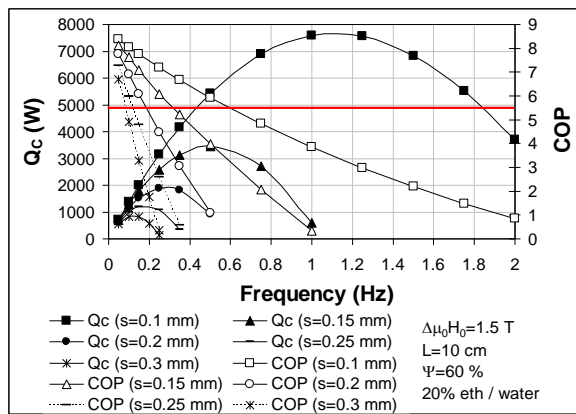 8000
7000
6000
5000
4000
3000
2000
1000
0
Qc (W)
9
8
7
6
5
4
3
2
1
0
COP
0 0.2 0.4 0.6 0.8 1 1.2 1.4 1.6 1.8 2
Frequency (Hz)
Qc (s=0.1 mm) Qc (s=0.15 mm)
Qc (s=0.2 mm) Qc (s=0.25 mm)
Qc (s=0.3 mm) COP (s=0.1 mm)
COP (s=0.15 mm) COP (s=0.2 mm)
COP (s=0.25 mm) COP (s=0.3 mm)
Δμ0H0=1.5 T
L=10 cm
Ψ=60 %
20% eth / water